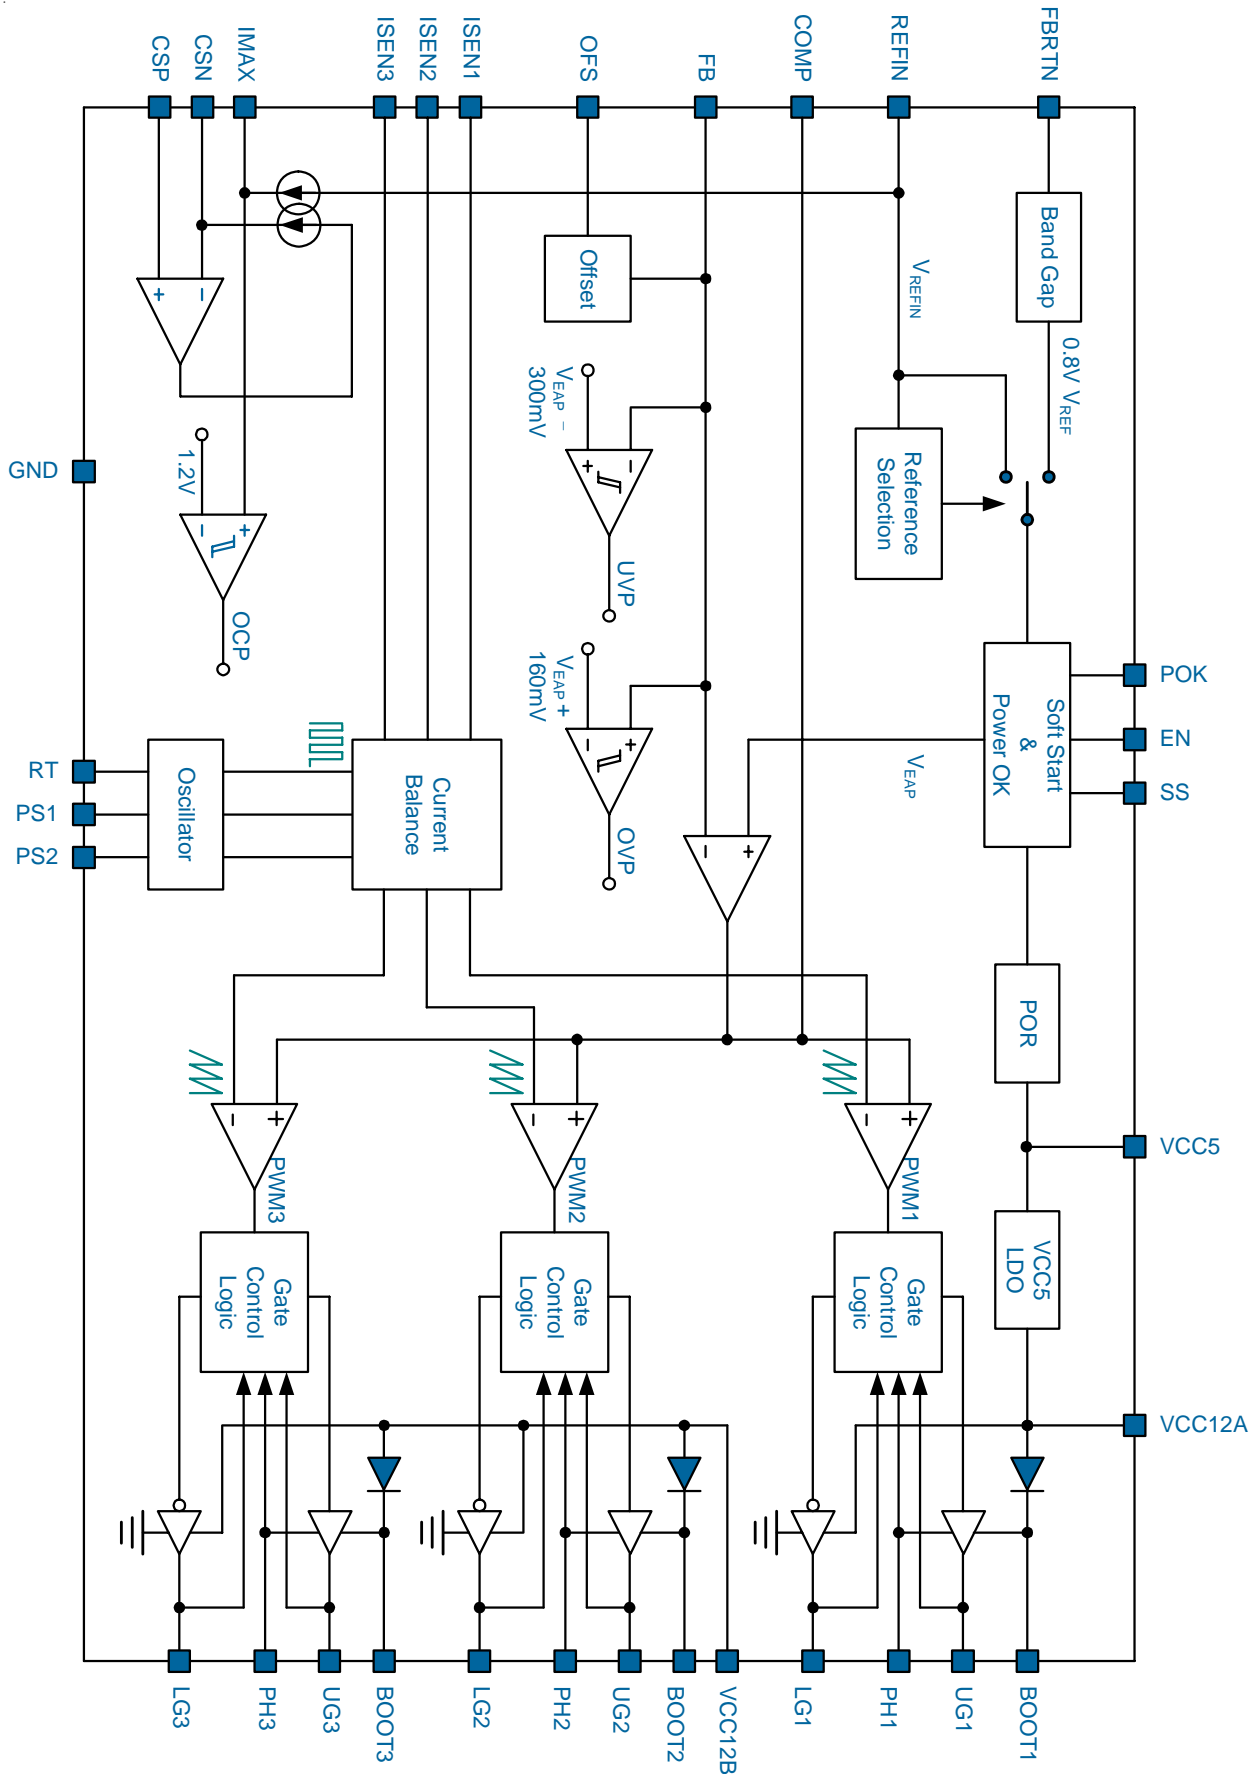 CSP
CSN
IMAX
ISEN3
ISEN2
ISEN1
OFS
FB
COMP
REFIN
FBRTN
Band Gap
0.8V VREF
VREFIN
Offset
+
−
VEAP −
300mV
+
−
UVP
1.2V
−
+
OCP
Reference
Selection
GND
VEAP +
160mV
−
+
OVP
Soft Start
&
Power OK
POK
EN
SS
VEAP
RT
PS1
PS2
Oscillator
Current
Balance
−
+
POR
VCC5
−
+
PWM3
−
+
PWM2
−
+
PWM1
VCC5
LDO
Gate
Control
Logic
Gate
Control
Logic
Gate
Control
Logic
VCC12A
LG3
PH3
UG3
BOOT3
LG2
PH2
UG2
BOOT2
VCC12B
LG1
PH1
UG1
BOOT1